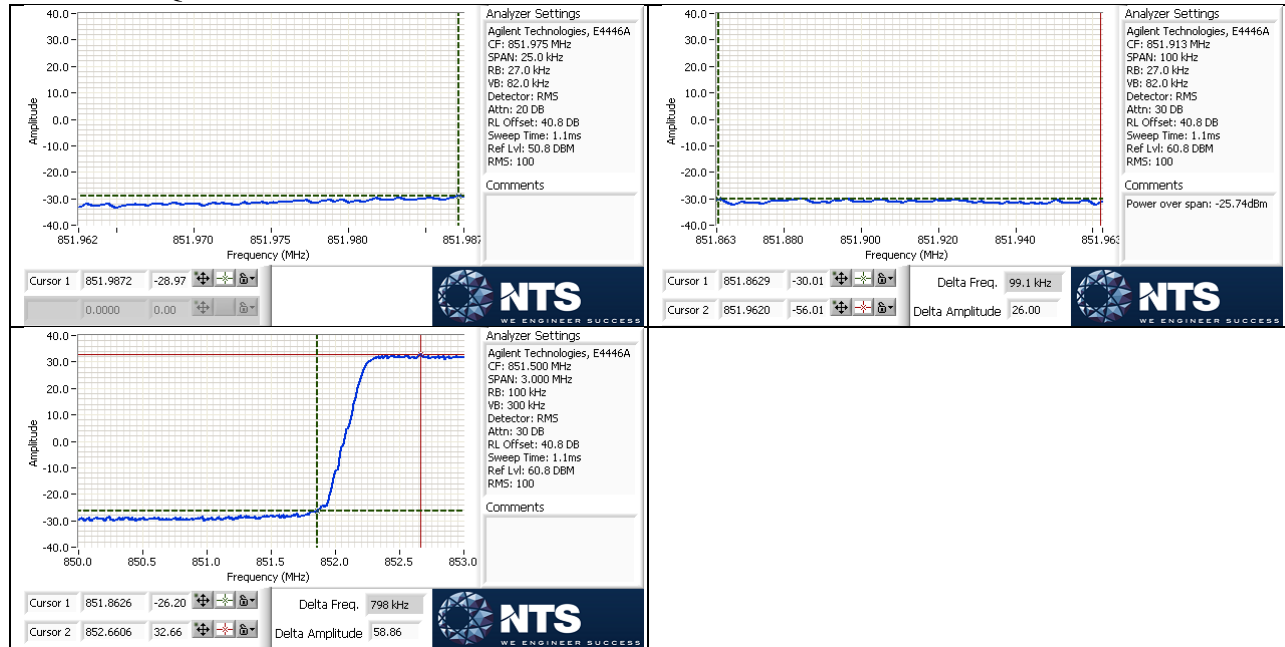 40.0
30.0
20.0
10.0
0.0
-10.0
-20.0
-30.0
-40.0
Amplitude
851.962 851.970 851.975 851.980 851.987
Frequency (MHz)
Analyzer Settings
Agilent Technologies, E4446A
CF: 851.975 MHz
SPAN: 25.0 kHz
RB: 27.0 kHz
VB: 82.0 kHz
Detector: RMS
Attn: 20 DB
RL Offset: 40.8 DB
Sweep Time: 1.1ms
Ref Lvl: 50.8 DBM
RMS: 100
Comments
Cursor 1 851.9872 -28.97
0.0000 0.00
NTS
WE ENGINEER SUCCESS
40.0
30.0
20.0
10.0
0.0
-10.0
-20.0
-30.0
-40.0
Amplitude
851.863 851.880 851.900 851.920 851.940 851.963
Frequency (MHz)
Analyzer Settings
Agilent Technologies, E4446A
CF: 851.913 MHz
SPAN: 100 kHz
RB: 27.0 kHz
VB: 82.0 kHz
Detector: RMS
Attn: 30 DB
RL Offset: 40.8 DB
Sweep Time: 1.1ms
Ref Lvl: 60.8 DBM
RMS: 100
Comments
Power over span: -25.74dBm
Cursor 1 851.8629 -30.01
Cursor 2 851.9620 -56.01
Delta Freq. 99.1 kHz
Delta Amplitude 26.00
NTS
WE ENGINEER SUCCESS
40.0
30.0
20.0
10.0
0.0
-10.0
-20.0
-30.0
-40.0
Amplitude
850.0 850.5 851.0 851.5 852.0 852.5 853.0
Frequency (MHz)
Analyzer Settings
Agilent Technologies, E4446A
CF: 851.500 MHz
SPAN: 3.000 MHz
RB: 100 kHz
VB: 300 kHz
Detector: RMS
Attn: 30 DB
RL Offset: 40.8 DB
Sweep Time: 1.1ms
Ref Lvl: 60.8 DBM
RMS: 100
Comments
Cursor 1 851.8626 -26.20
Cursor 2 852.6606 32.66
Delta Freq. 798 kHz
Delta Amplitude 58.86
NTS
WE ENGINEER SUCCESS